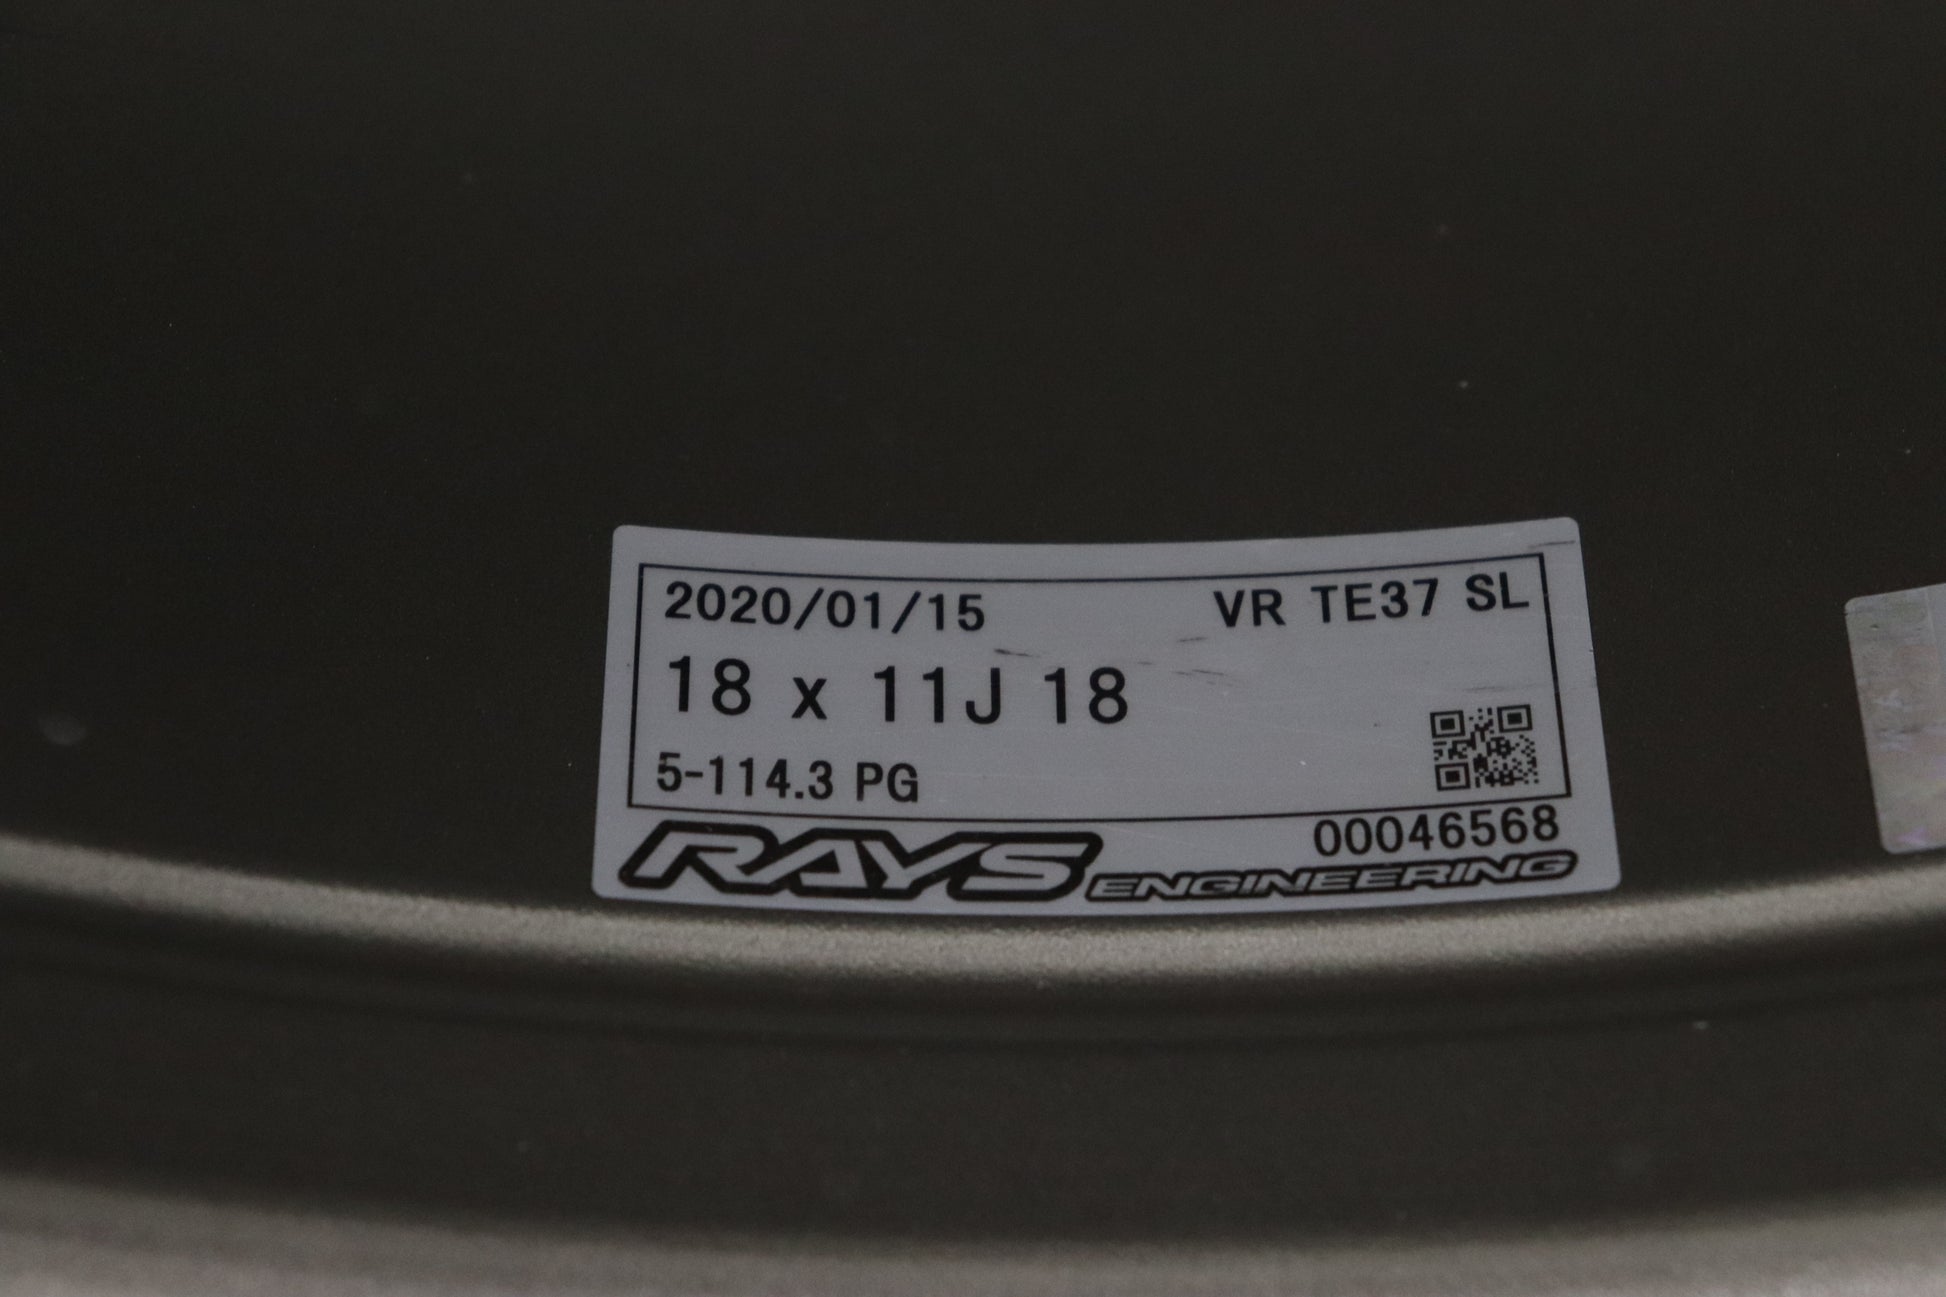 2020/01/15 VR TE37 SL
18 x 11J 18
5-114.3 PG
00046568
RAYS ENGINEERING